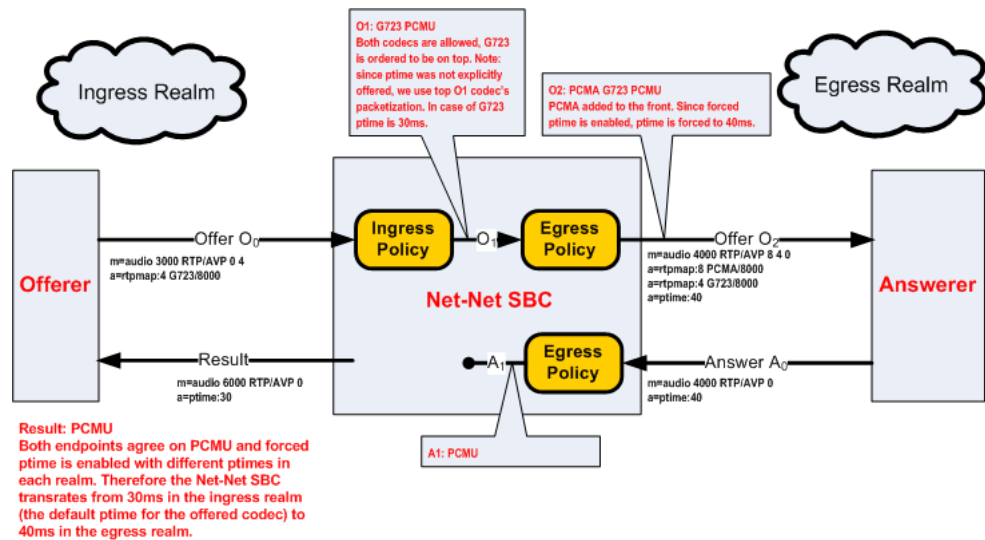 O1: G723 PCMU
Both codecs are allowed, G723
is ordered to be on top. Note:
since ptime was not explicitly
offered, we use top O1 codec's
packetization. In case of G723
ptime is 30ms.
Ingress Realm
Egress Realm
O2: PCMA G723 PCMU
PCMA added to the front. Since forced
ptime is enabled, ptime is forced to 40ms.
Offerer
Offer O0
m=audio 3000 RTP/AVP 0 4
a=rtpmap:4 G723/8000
Ingress
Policy
O1
Egress
Policy
Offer O2
m=audio 4000 RTP/AVP 8 4 0
a=rtpmap:8 PCMA/8000
a=rtpmap:4 G723/8000
a=ptime:40
Answerer
Net-Net SBC
Result
m=audio 6000 RTP/AVP 0
a=ptime:30
A1
Egress
Policy
Answer A0
m=audio 4000 RTP/AVP 0
a=ptime:40
A1: PCMU
Result: PCMU
Both endpoints agree on PCMU and forced
ptime is enabled with different ptimes in
each realm. Therefore the Net-Net SBC
transrates from 30ms in the ingress realm
(the default ptime for the offered codec) to
40ms in the egress realm.